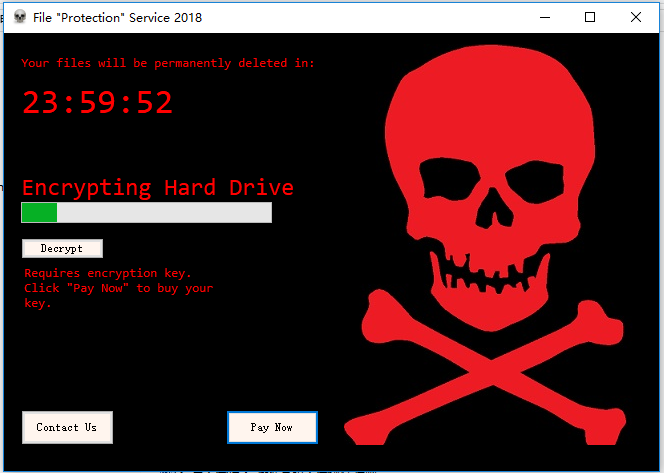 File "Protection" Service 2018
Your files will be permanently deleted in:
23:59:52
Encrypting Hard Drive
Decrypt
Requires encryption key.
Click "Pay Now" to buy your
key.
Contact Us
Pay Now